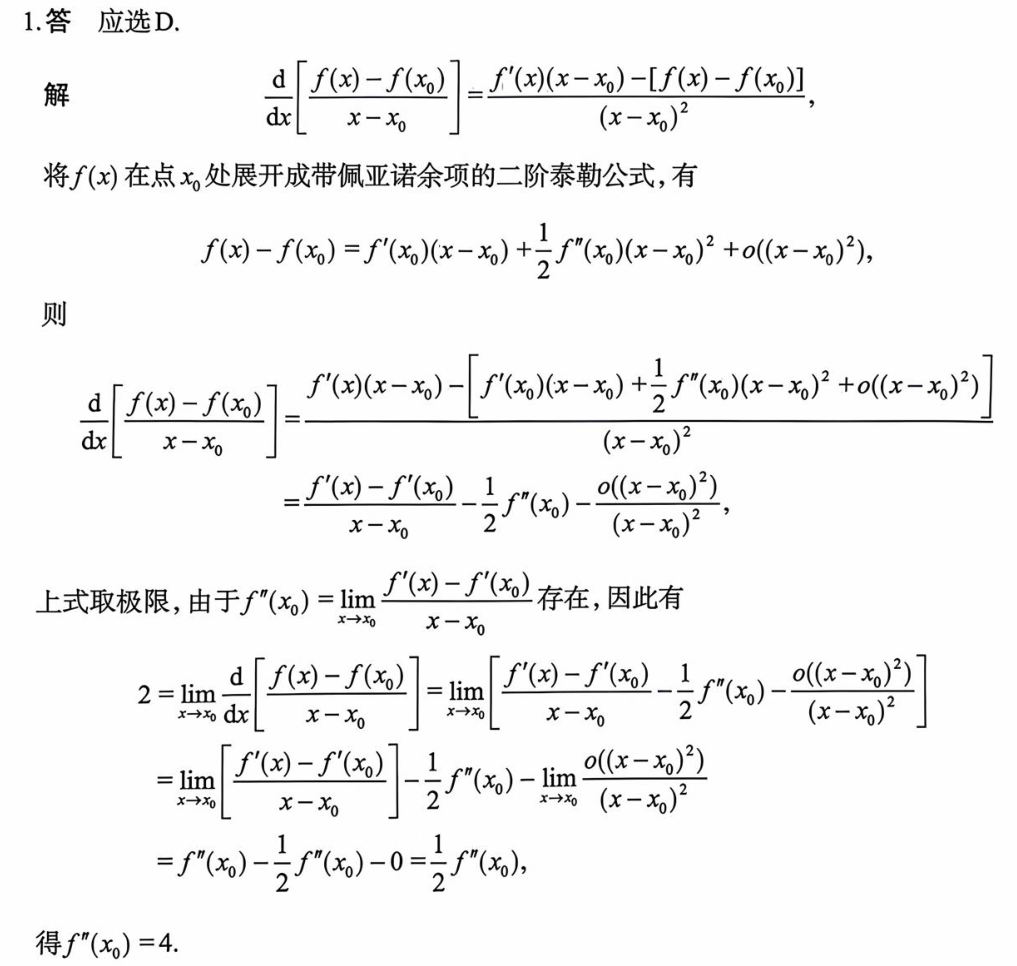 1.答 应选D.
解 $\frac{\mathrm{d}}{\mathrm{d}x}\left[\frac{f(x)-f(x_0)}{x-x_0}\right]=\frac{f'(x)(x-x_0)-[f(x)-f(x_0)]}{(x-x_0)^2},$
将f(x)在点x₀处展开成带佩亚诺余项的二阶泰勒公式,有
$f(x)-f(x_0)=f'(x_0)(x-x_0)+\frac{1}{2}f''(x_0)(x-x_0)^2+o((x-x_0)^2),$
则
$\frac{\mathrm{d}}{\mathrm{d}x}\left[\frac{f(x)-f(x_0)}{x-x_0}\right]=\frac{f'(x)(x-x_0)-\left[f'(x_0)(x-x_0)+\frac{1}{2}f''(x_0)(x-x_0)^2+o((x-x_0)^2)\right]}{(x-x_0)^2}$
$=\frac{f'(x)-f'(x_0)}{x-x_0}-\frac{1}{2}f''(x_0)-\frac{o((x-x_0)^2)}{(x-x_0)^2},$
上式取极限,由于$f''(x_0)=\lim_{x\to x_0}\frac{f'(x)-f'(x_0)}{x-x_0}$存在,因此有
$2=\lim_{x\to x_0}\frac{\mathrm{d}}{\mathrm{d}x}\left[\frac{f(x)-f(x_0)}{x-x_0}\right]=\lim_{x\to x_0}\left[\frac{f'(x)-f'(x_0)}{x-x_0}-\frac{1}{2}f''(x_0)-\frac{o((x-x_0)^2)}{(x-x_0)^2}\right]$
$=\lim_{x\to x_0}\left[\frac{f'(x)-f'(x_0)}{x-x_0}\right]-\frac{1}{2}f''(x_0)-\lim_{x\to x_0}\frac{o((x-x_0)^2)}{(x-x_0)^2}$
$=f''(x_0)-\frac{1}{2}f''(x_0)-0=\frac{1}{2}f''(x_0),$
得$f''(x_0)=4.$